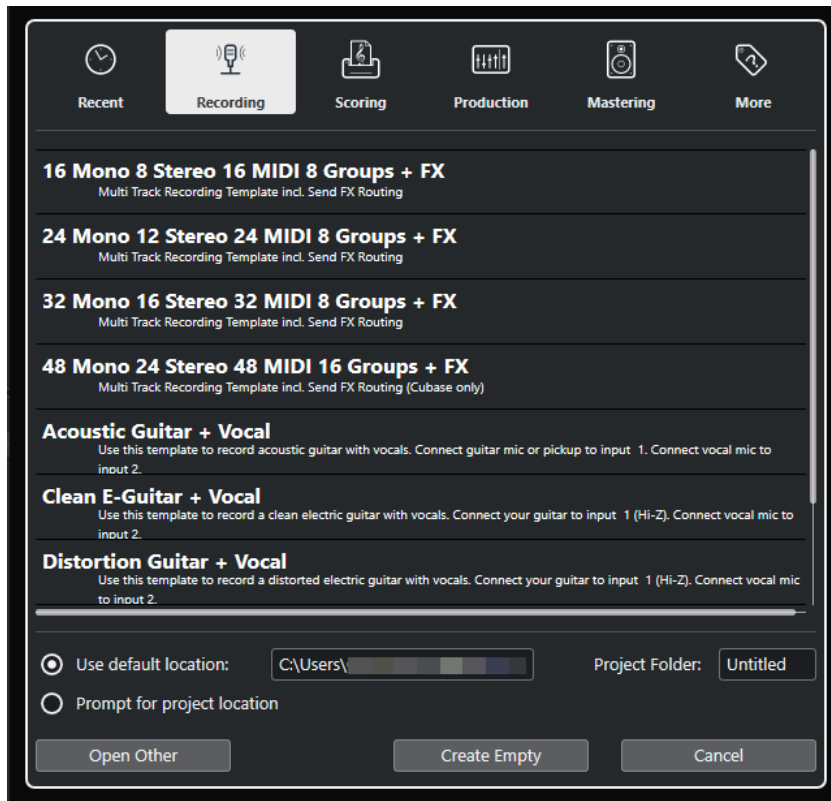 Recent Recording Scoring Production Mastering More
16 Mono 8 Stereo 16 MIDI 8 Groups + FX
Multi Track Recording Template incl. Send FX Routing
24 Mono 12 Stereo 24 MIDI 8 Groups + FX
Multi Track Recording Template incl. Send FX Routing
32 Mono 16 Stereo 32 MIDI 8 Groups + FX
Multi Track Recording Template incl. Send FX Routing
48 Mono 24 Stereo 48 MIDI 16 Groups + FX
Multi Track Recording Template incl. Send FX Routing (Cubase only)
Acoustic Guitar + Vocal
Use this template to record acoustic guitar with vocals. Connect guitar mic or pickup to input 1. Connect vocal mic to
input 2.
Clean E-Guitar + Vocal
Use this template to record a clean electric guitar with vocals. Connect your guitar to input 1 (Hi-Z). Connect vocal mic to
input 2.
Distortion Guitar + Vocal
Use this template to record a distorted electric guitar with vocals. Connect your guitar to input 1 (Hi-Z). Connect vocal mic
to input 2.
Use default location: C:\Users\ Project Folder: Untitled
Prompt for project location
Open Other Create Empty Cancel